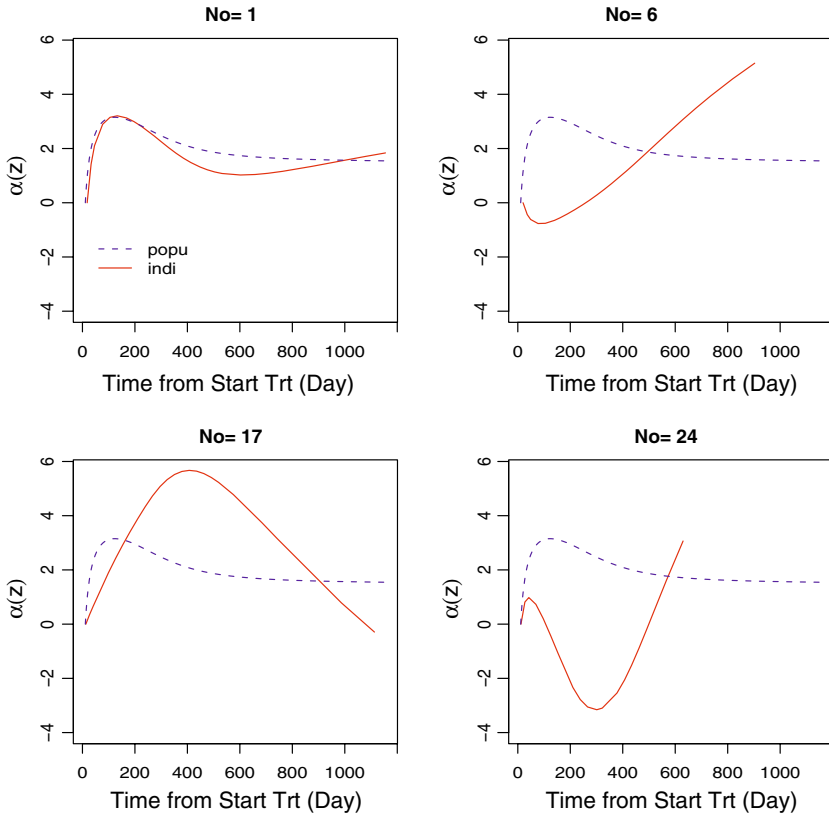 No= 1
6
4
2
0
-2
-4
α(z)
popu
indi
0 200 400 600 800 1000
Time from Start Trt (Day)
No= 6
6
4
2
0
-2
-4
α(z)
0 200 400 600 800 1000
Time from Start Trt (Day)
No= 17
6
4
2
0
-2
-4
α(z)
0 200 400 600 800 1000
Time from Start Trt (Day)
No= 24
6
4
2
0
-2
-4
α(z)
0 200 400 600 800 1000
Time from Start Trt (Day)